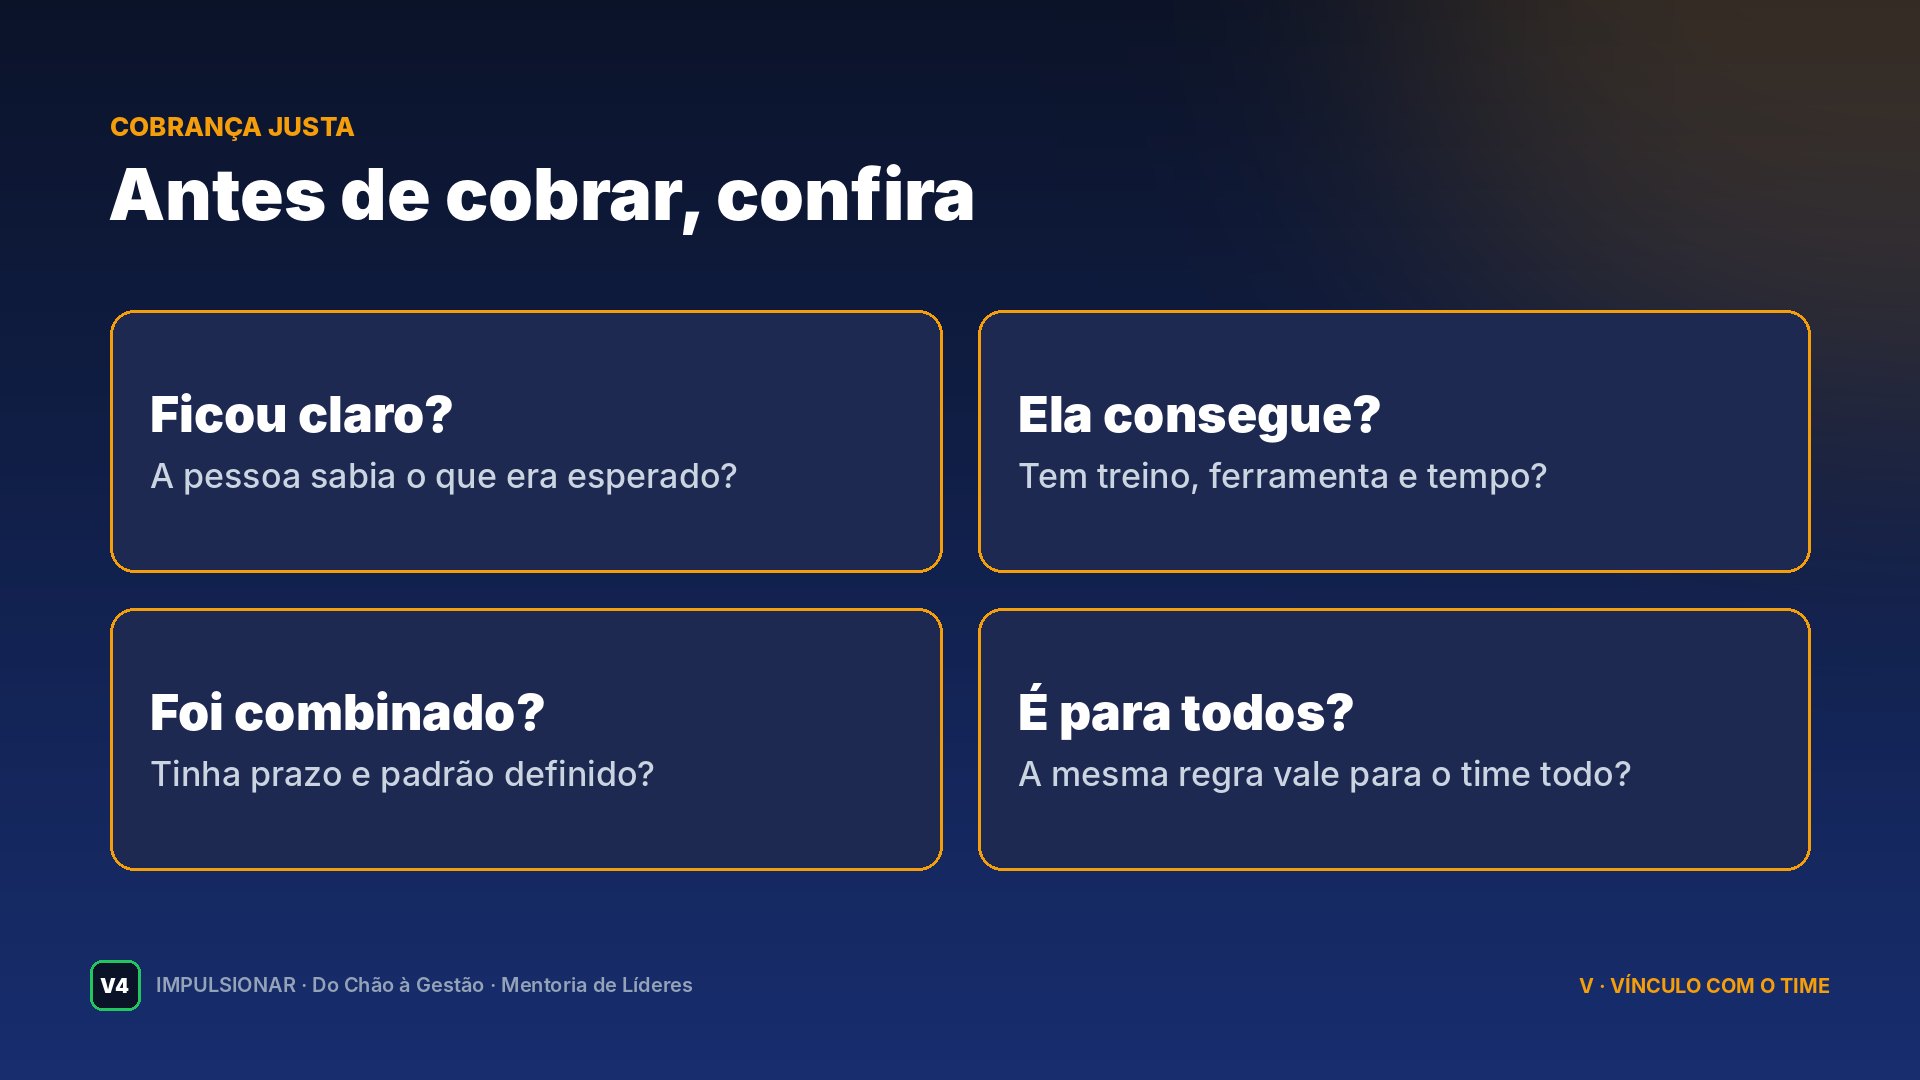 COBRANÇA JUSTA
Antes de cobrar, confira
Ficou claro?
A pessoa sabia o que era esperado?
Ela consegue?
Tem treino, ferramenta e tempo?
Foi combinado?
Tinha prazo e padrão definido?
É para todos?
A mesma regra vale para o time todo?
V4
IMPULSIONAR · Do Chão à Gestão · Mentoria de Líderes
V · VÍNCULO COM O TIME